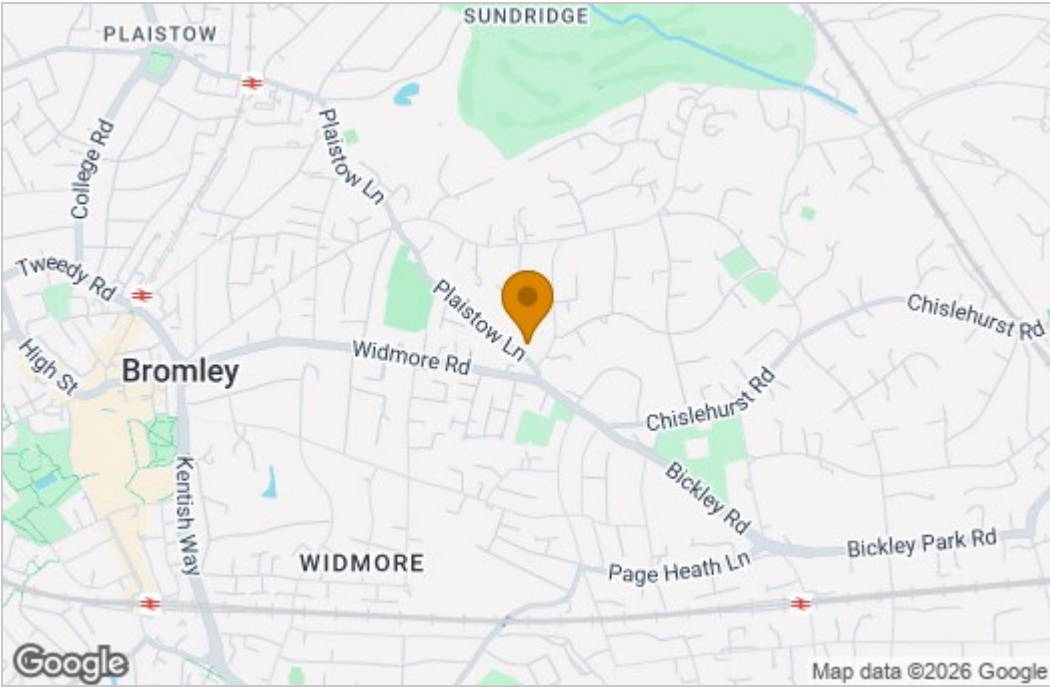 SUNDRIDGE
PLAISTOW
Plaistow Ln
College Rd
Tweedy Rd
Plaistow Ln
Chislehurst Rd
High St
Bromley
Widmore Rd
Chislehurst Rd
Kentish Way
Bickley Rd
WIDMORE
Page Heath Ln
Bickley Park Rd
Google
Map data ©2026 Google